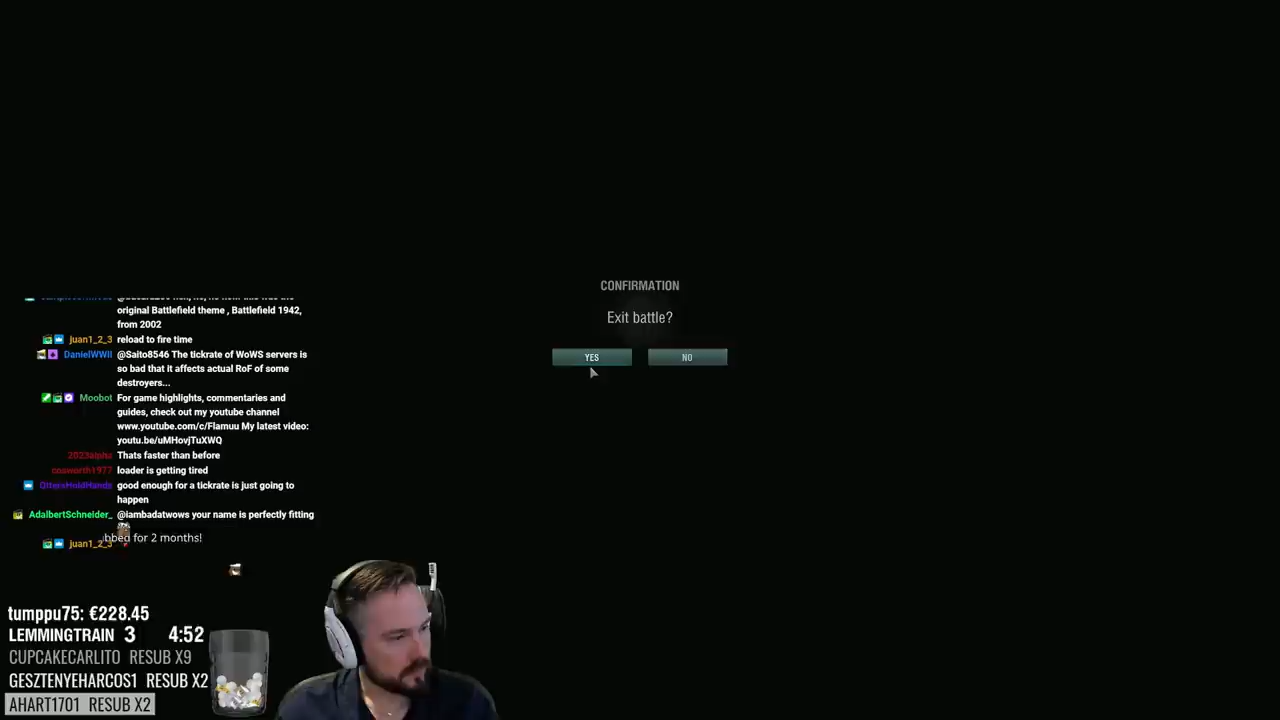 CONFIRMATION
Exit battle?
YES
NO
original Battlefield theme , Battlefield 1942,
from 2002
juan1_2_3 reload to fire time
DanielWWII @Saito8546 The tickrate of WoWS servers is
so bad that it affects actual RoF of some
destroyers...
Moobot For game highlights, commentaries and
guides, check out my youtube channel
www.youtube.com/c/Flamuu My latest video:
youtu.be/uMHovjTuXWQ
2023alpha Thats faster than before
cosworth1977 loader is getting tired
OttersHoldHands good enough for a tickrate is just going to
happen
AdalbertSchneider_ @iambadatwows your name is perfectly fitting
for 2 months!
juan1_2_3
tumppu75: €228.45
LEMMINGTRAIN 3 4:52
CUPCAKECARLITO RESUB X9
GESZTENYEHARCOS1 RESUB X2
AHART1701 RESUB X2